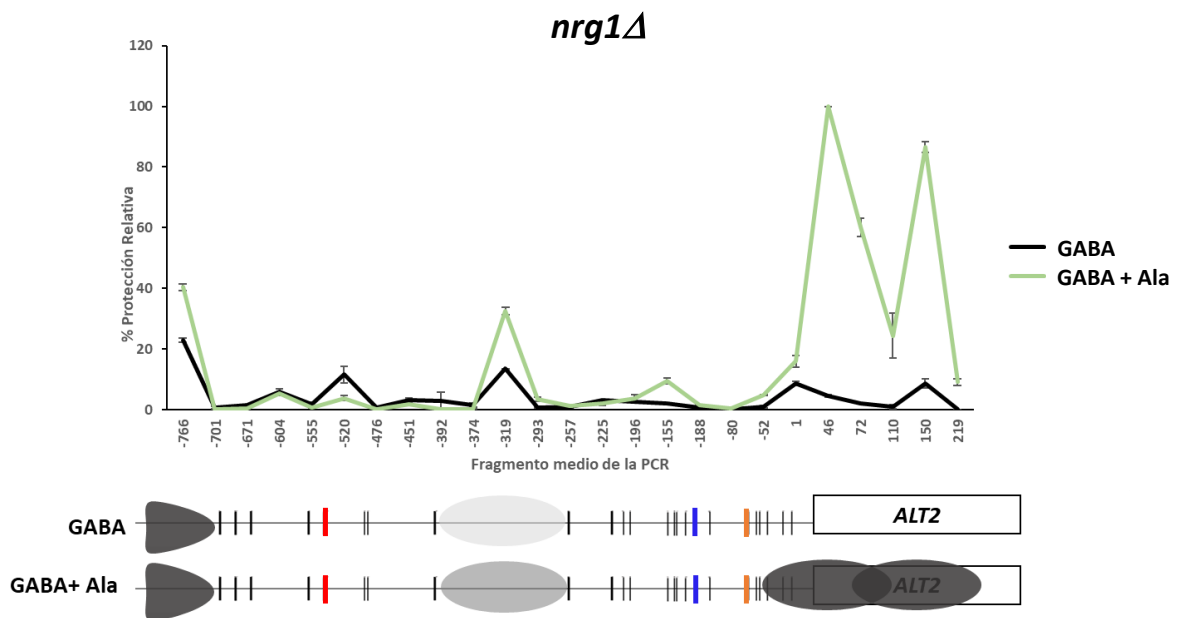 nrg1Δ
120
100
80
60
40
20
0
% Protección Relativa
-766 -701 -671 -604 -555 -520 -476 -451 -392 -374 -319 -293 -257 -225 -196 -155 -188 -80 -52 1 46 72 110 150 219
Fragmento medio de la PCR
GABA
GABA + Ala
GABA
ALT2
GABA+ Ala
ALT2